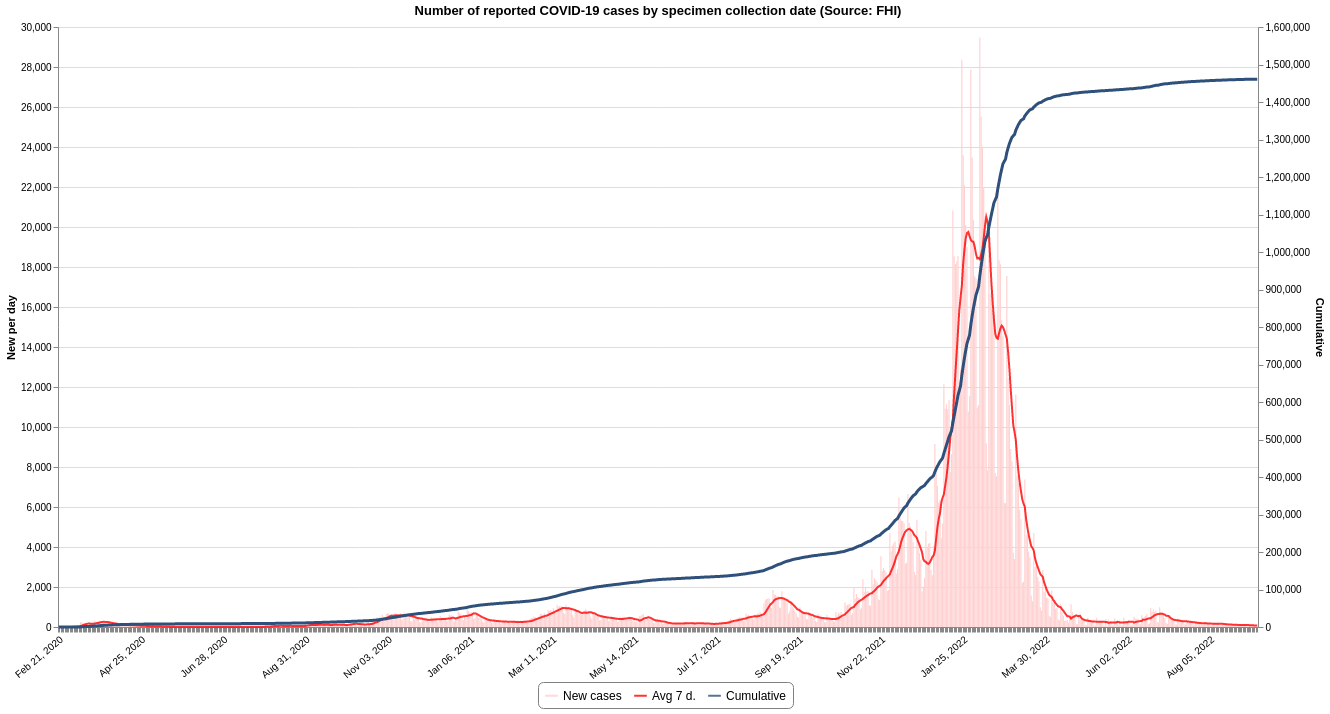 Number of reported COVID-19 cases by specimen collection date (Source: FHI)
30,000
28,000
26,000
24,000
22,000
20,000
18,000
16,000
14,000
12,000
10,000
8,000
6,000
4,000
2,000
0
New per day
1,600,000
1,500,000
1,400,000
1,300,000
1,200,000
1,100,000
1,000,000
900,000
800,000
700,000
600,000
500,000
400,000
300,000
200,000
100,000
0
Cumulative
Feb 21, 2020
Apr 25, 2020
Jun 28, 2020
Aug 31, 2020
Nov 03, 2020
Jan 06, 2021
Mar 11, 2021
May 14, 2021
Jul 17, 2021
Sep 19, 2021
Nov 22, 2021
Jan 25, 2022
Mar 30, 2022
Jun 02, 2022
Aug 05, 2022
New cases Avg 7 d. Cumulative